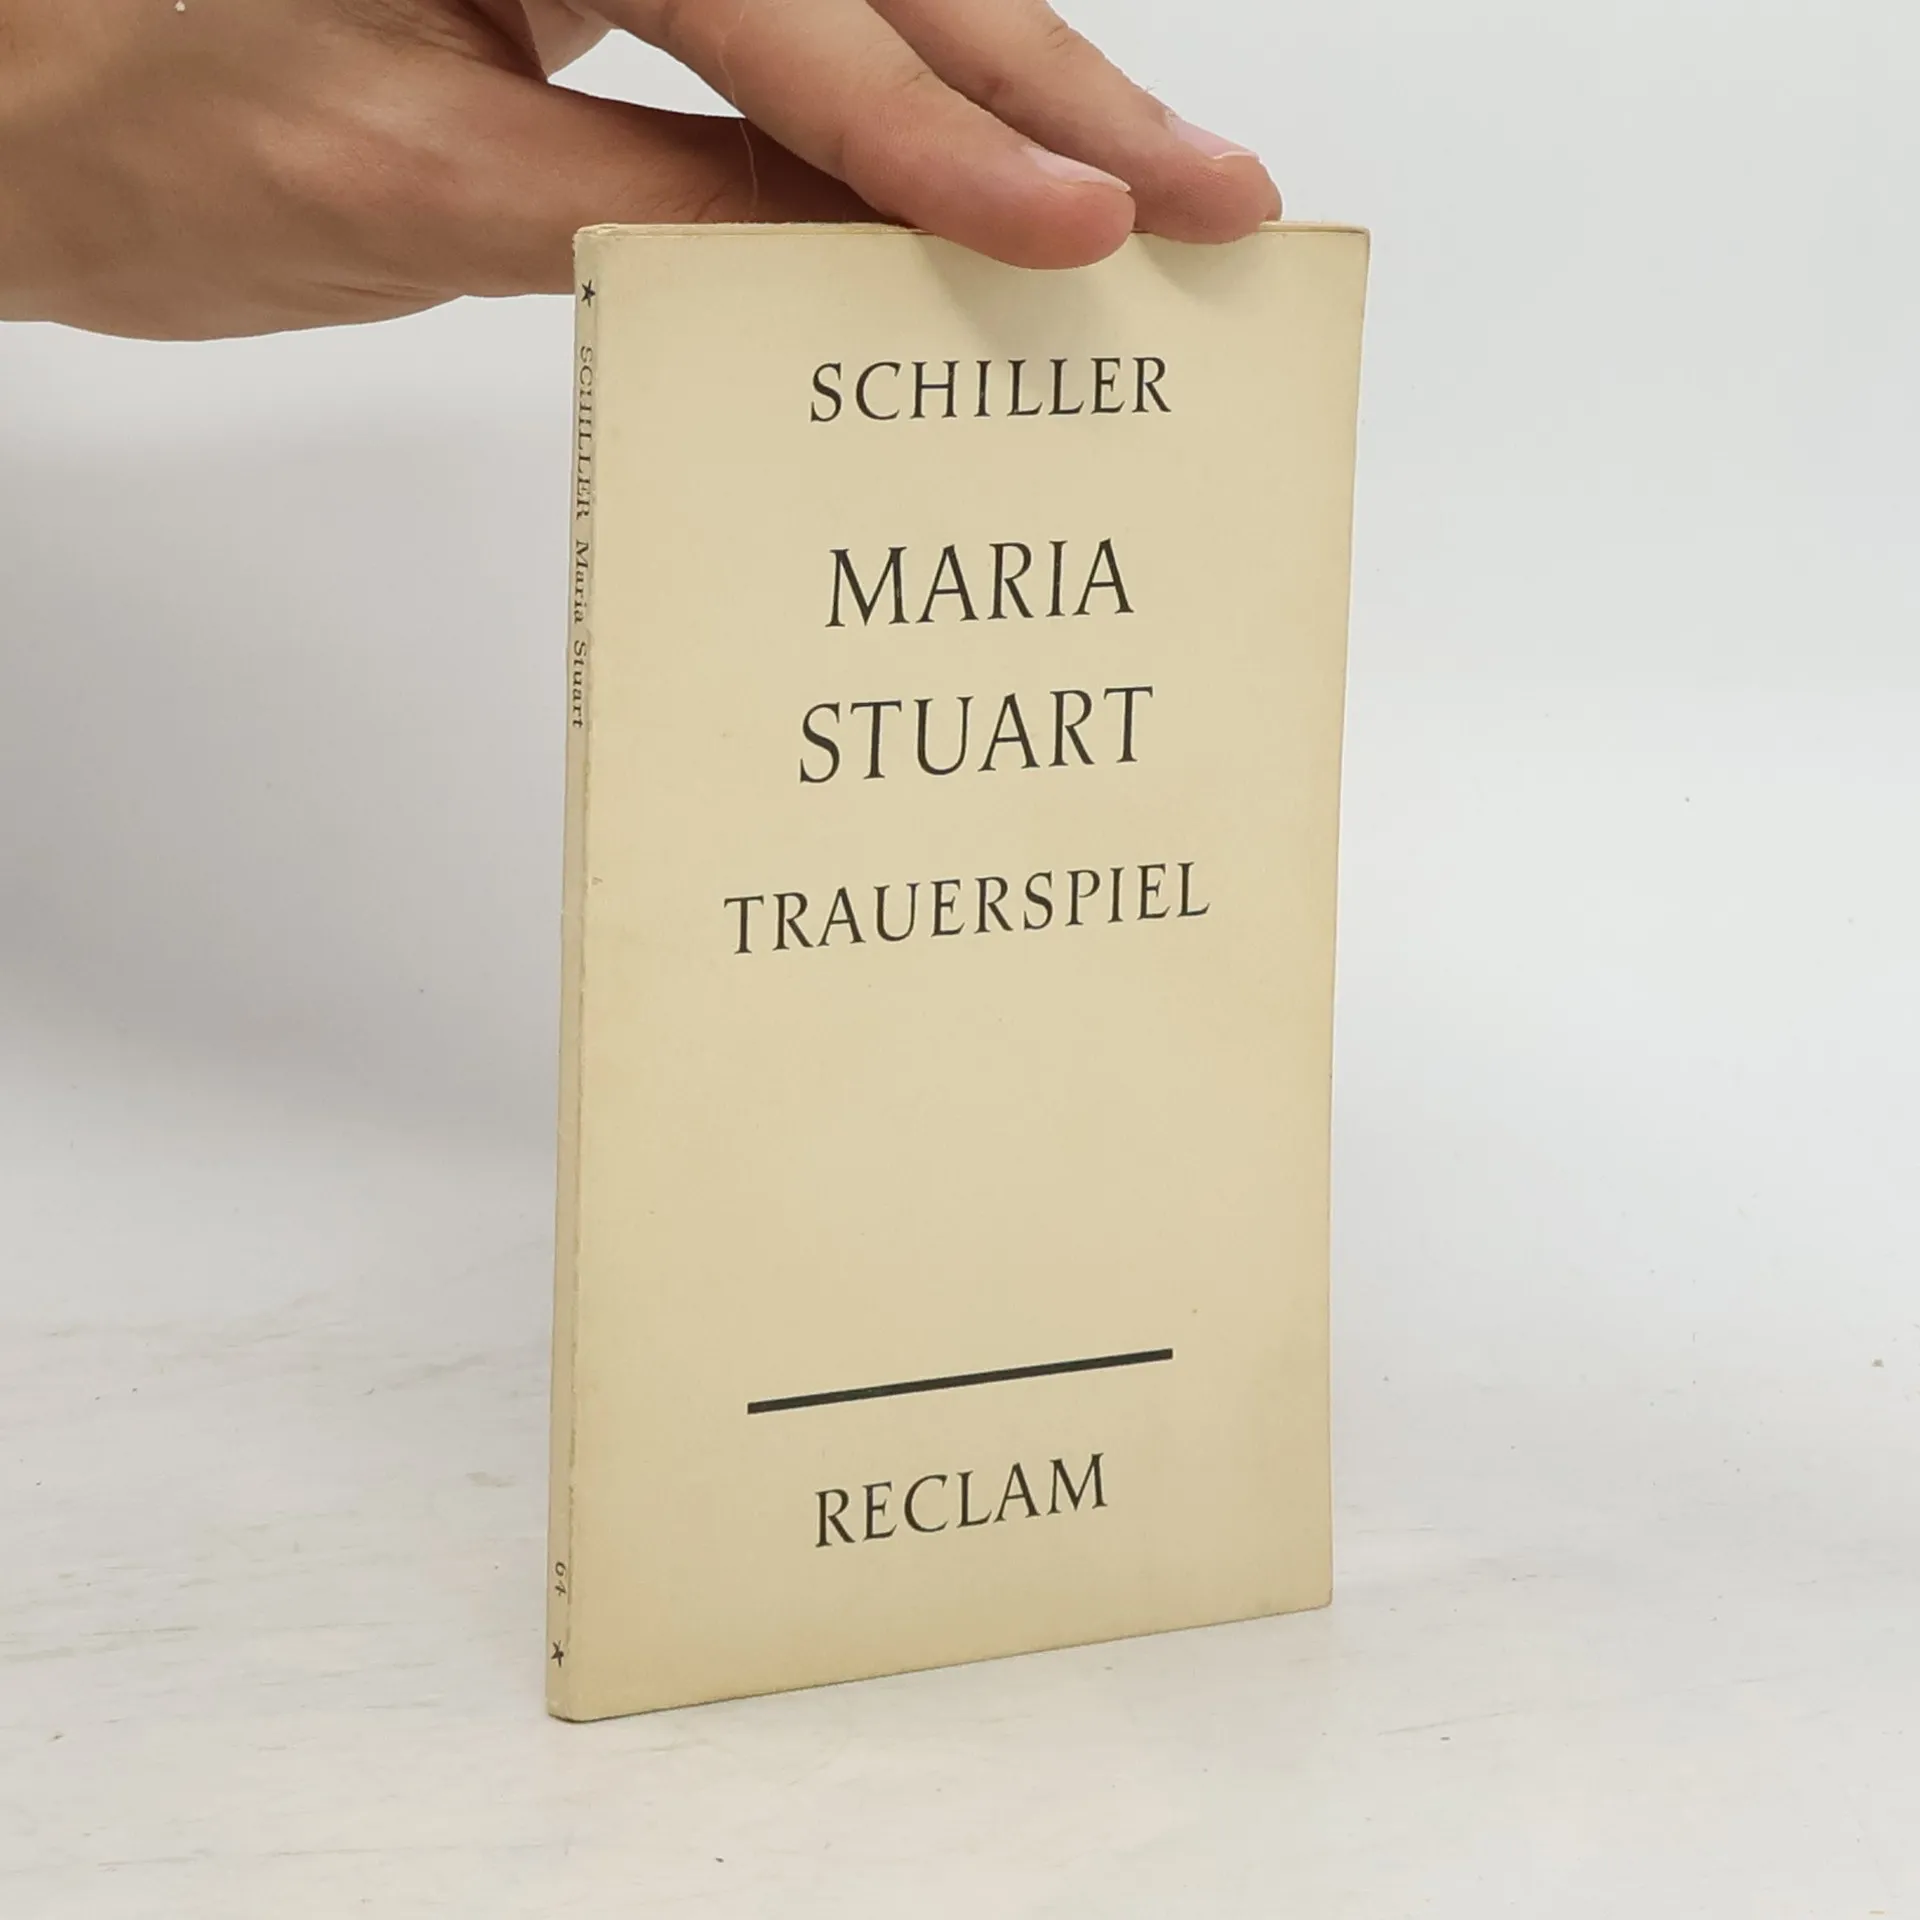 SCHILLER
MARIA
STUART
TRAUERSPIEL
RECLAM
SCHILLER Maria Stuart
64